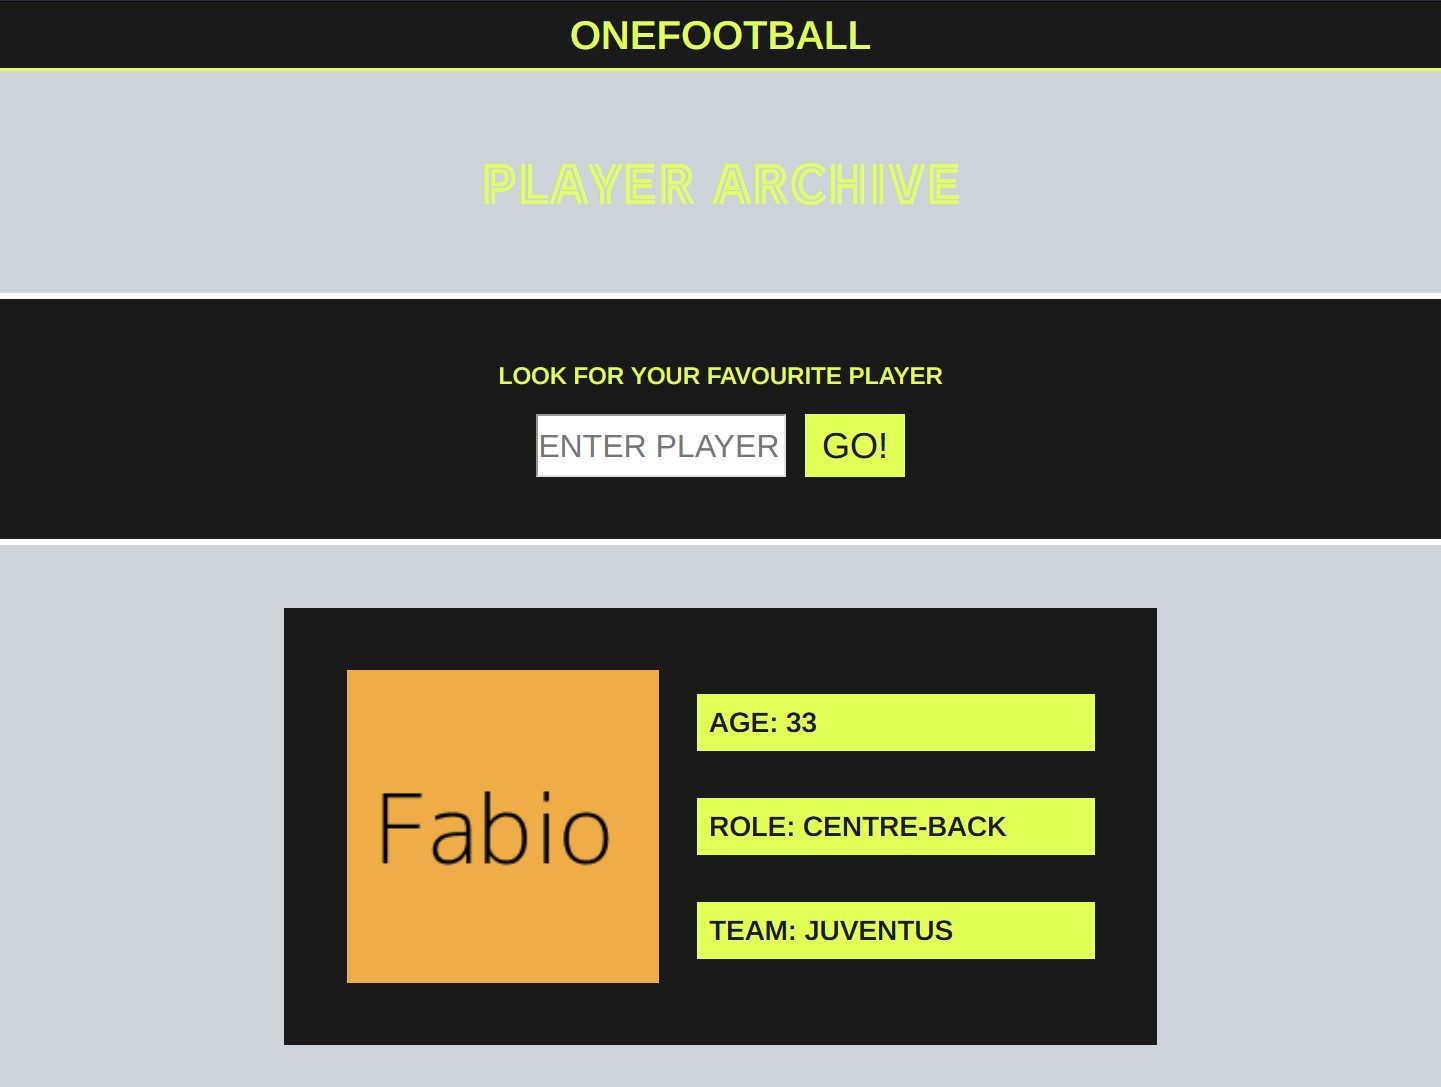 ONEFOOTBALL
PLAYER ARCHIVE
LOOK FOR YOUR FAVOURITE PLAYER
ENTER PLAYER
GO!
Fabio
AGE: 33
ROLE: CENTRE-BACK
TEAM: JUVENTUS